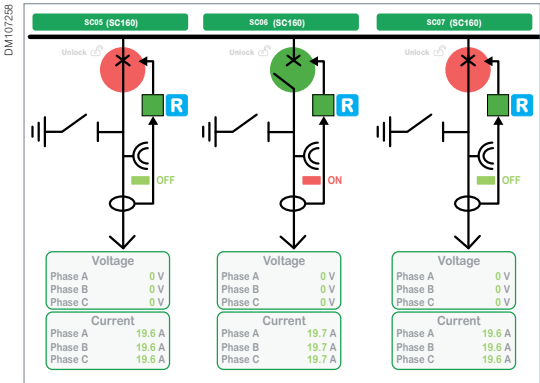 DM107258
SC05 (SC160)
SC06 (SC160)
SC07 (SC160)
Unlock
Unlock
Unlock
R
R
R
OFF
ON
OFF
Voltage
Phase A 0 V
Phase B 0 V
Phase C 0 V
Voltage
Phase A 0 V
Phase B 0 V
Phase C 0 V
Voltage
Phase A 0 V
Phase B 0 V
Phase C 0 V
Current
Phase A 19.6 A
Phase B 19.6 A
Phase C 19.6 A
Current
Phase A 19.7 A
Phase B 19.7 A
Phase C 19.7 A
Current
Phase A 19.6 A
Phase B 19.6 A
Phase C 19.6 A